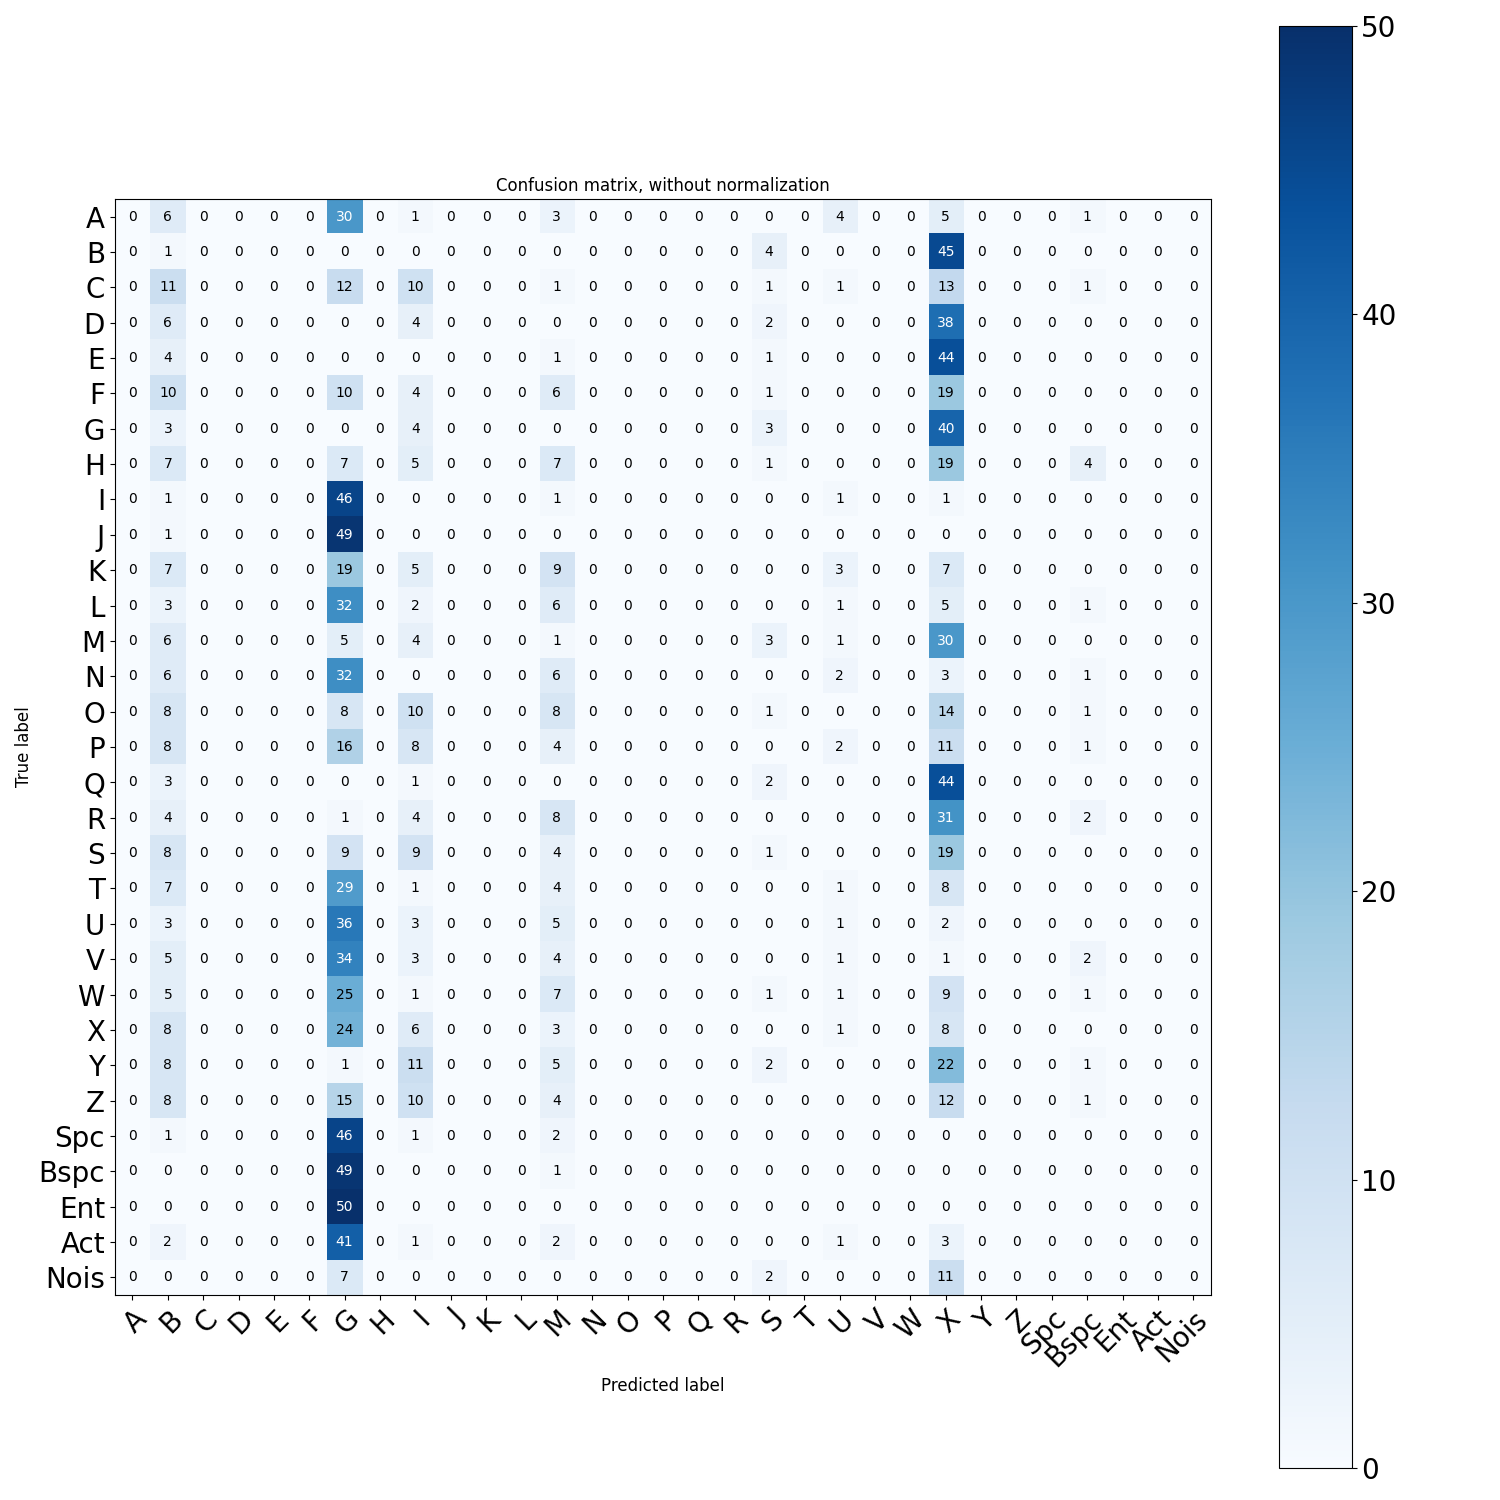 Confusion matrix, without normalization
A 0 6 0 0 0 0 30 0 1 0 0 0 3 0 0 0 0 0 0 0 4 0 0 5 0 0 0 1 0 0 0
B 0 1 0 0 0 0 0 0 0 0 0 0 0 0 0 0 0 0 4 0 0 0 0 45 0 0 0 0 0 0 0
C 0 11 0 0 0 0 12 0 10 0 0 0 1 0 0 0 0 0 1 0 1 0 0 13 0 0 0 1 0 0 0
D 0 6 0 0 0 0 0 0 4 0 0 0 0 0 0 0 0 0 2 0 0 0 0 38 0 0 0 0 0 0 0
E 0 4 0 0 0 0 0 0 0 0 0 0 1 0 0 0 0 0 1 0 0 0 0 44 0 0 0 0 0 0 0
F 0 10 0 0 0 0 10 0 4 0 0 0 6 0 0 0 0 0 1 0 0 0 0 19 0 0 0 0 0 0 0
G 0 3 0 0 0 0 0 0 4 0 0 0 0 0 0 0 0 0 3 0 0 0 0 40 0 0 0 0 0 0 0
H 0 7 0 0 0 0 7 0 5 0 0 0 7 0 0 0 0 0 1 0 0 0 0 19 0 0 0 4 0 0 0
I 0 1 0 0 0 0 46 0 0 0 0 0 1 0 0 0 0 0 0 0 1 0 0 1 0 0 0 0 0 0 0
J 0 1 0 0 0 0 49 0 0 0 0 0 0 0 0 0 0 0 0 0 0 0 0 0 0 0 0 0 0 0 0
K 0 7 0 0 0 0 19 0 5 0 0 0 9 0 0 0 0 0 0 0 3 0 0 7 0 0 0 0 0 0 0
L 0 3 0 0 0 0 32 0 2 0 0 0 6 0 0 0 0 0 0 0 1 0 0 5 0 0 0 1 0 0 0
M 0 6 0 0 0 0 5 0 4 0 0 0 1 0 0 0 0 0 3 0 1 0 0 30 0 0 0 0 0 0 0
N 0 6 0 0 0 0 32 0 0 0 0 0 6 0 0 0 0 0 0 0 2 0 0 3 0 0 0 1 0 0 0
O 0 8 0 0 0 0 8 0 10 0 0 0 8 0 0 0 0 0 1 0 0 0 0 14 0 0 0 1 0 0 0
P 0 8 0 0 0 0 16 0 8 0 0 0 4 0 0 0 0 0 0 0 2 0 0 11 0 0 0 1 0 0 0
Q 0 3 0 0 0 0 0 0 1 0 0 0 0 0 0 0 0 0 2 0 0 0 0 44 0 0 0 0 0 0 0
R 0 4 0 0 0 0 1 0 4 0 0 0 8 0 0 0 0 0 0 0 0 0 0 31 0 0 0 2 0 0 0
S 0 8 0 0 0 0 9 0 9 0 0 0 4 0 0 0 0 0 1 0 0 0 0 19 0 0 0 0 0 0 0
T 0 7 0 0 0 0 29 0 1 0 0 0 4 0 0 0 0 0 0 0 1 0 0 8 0 0 0 0 0 0 0
U 0 3 0 0 0 0 36 0 3 0 0 0 5 0 0 0 0 0 0 0 1 0 0 2 0 0 0 0 0 0 0
V 0 5 0 0 0 0 34 0 3 0 0 0 4 0 0 0 0 0 0 0 1 0 0 1 0 0 0 2 0 0 0
W 0 5 0 0 0 0 25 0 1 0 0 0 7 0 0 0 0 0 1 0 1 0 0 9 0 0 0 1 0 0 0
X 0 8 0 0 0 0 24 0 6 0 0 0 3 0 0 0 0 0 0 0 1 0 0 8 0 0 0 0 0 0 0
Y 0 8 0 0 0 0 1 0 11 0 0 0 5 0 0 0 0 0 2 0 0 0 0 22 0 0 0 1 0 0 0
Z 0 8 0 0 0 0 15 0 10 0 0 0 4 0 0 0 0 0 0 0 0 0 0 12 0 0 0 1 0 0 0
Spc 0 1 0 0 0 0 46 0 1 0 0 0 2 0 0 0 0 0 0 0 0 0 0 0 0 0 0 0 0 0 0
Bspc 0 0 0 0 0 0 49 0 0 0 0 0 1 0 0 0 0 0 0 0 0 0 0 0 0 0 0 0 0 0 0
Ent 0 0 0 0 0 0 50 0 0 0 0 0 0 0 0 0 0 0 0 0 0 0 0 0 0 0 0 0 0 0 0
Act 0 2 0 0 0 0 41 0 1 0 0 0 2 0 0 0 0 0 0 0 1 0 0 3 0 0 0 0 0 0 0
Nois 0 0 0 0 0 0 7 0 0 0 0 0 0 0 0 0 0 0 2 0 0 0 0 11 0 0 0 0 0 0 0
A B C D E F G H I J K L M N O P Q R S T U V W X Y Z Spc Bspc Ent Act Nois
Predicted label
True label
50
40
30
20
10
0